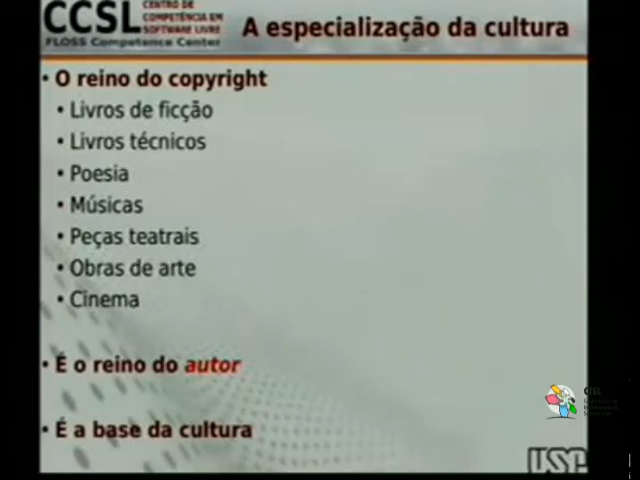 CCSL
CENTRO DE
COMPETÊNCIA EM
SOFTWARE LIVRE
FLOSS Competence Center
A especialização da cultura
• O reino do copyright
• Livros de ficção
• Livros técnicos
• Poesia
• Músicas
• Peças teatrais
• Obras de arte
• Cinema
• É o reino do autor
• É a base da cultura
USP